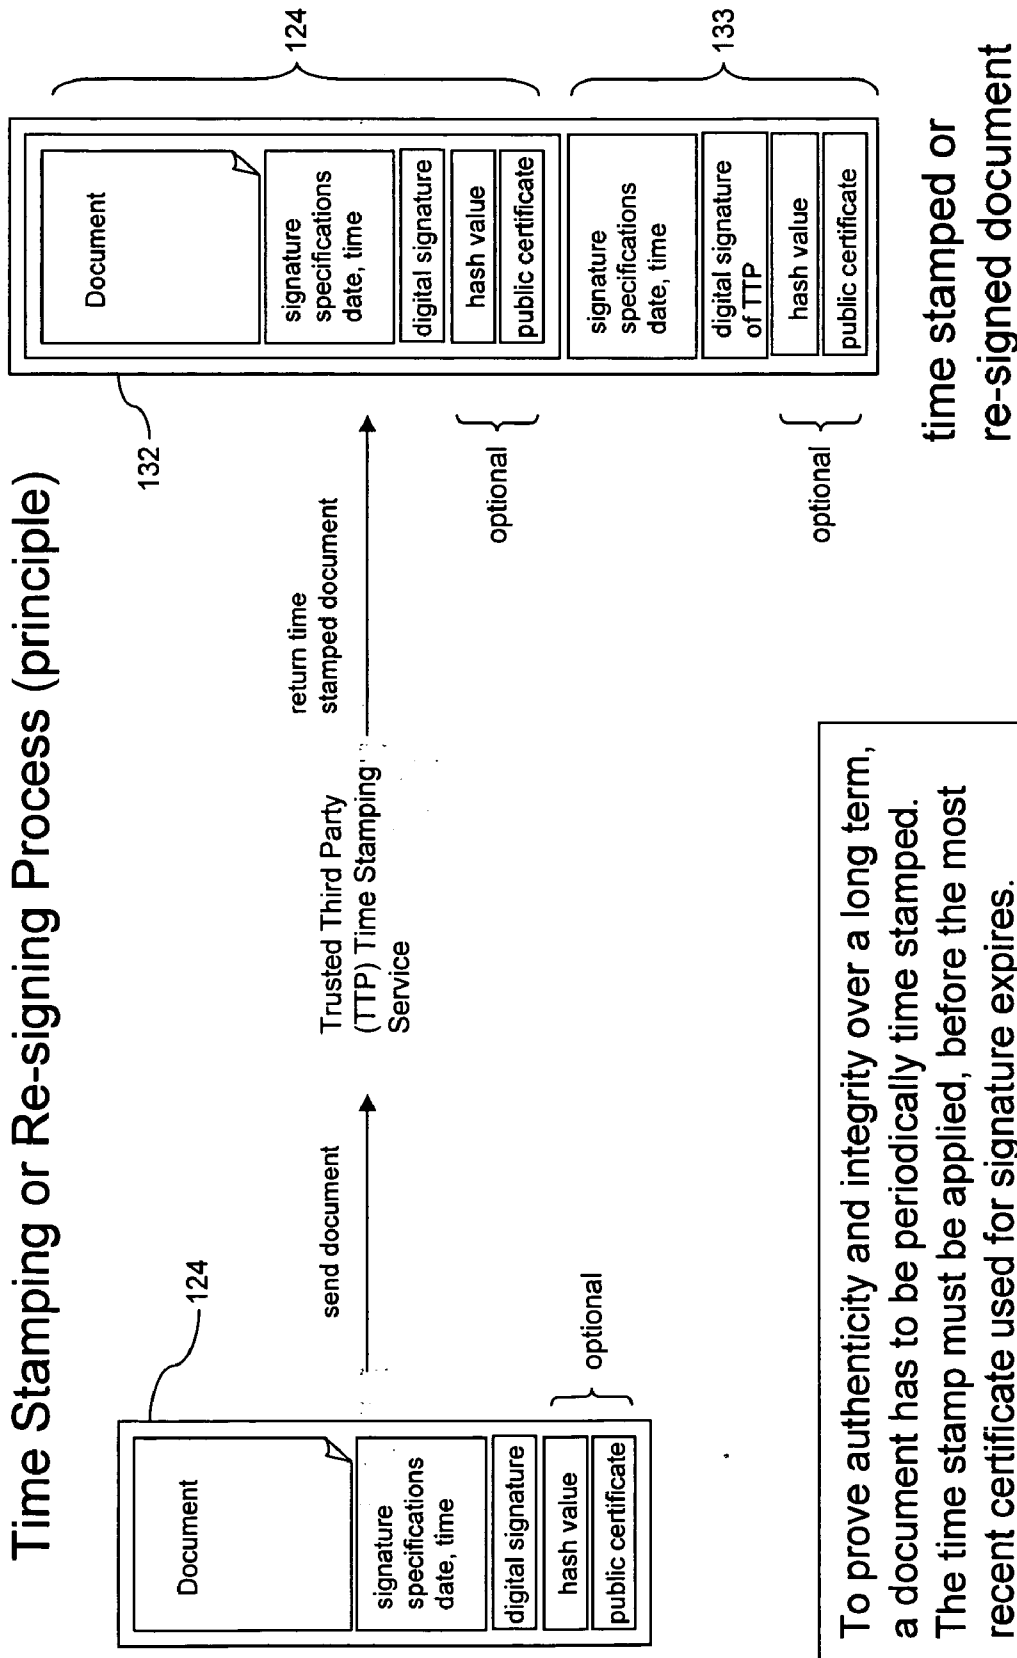 Time Stamping or Re-signing Process (principle)
124
Document
signature
specifications
date, time
digital signature
hash value
public certificate
optional
send document
Trusted Third Party
(TTP) Time Stamping
Service
return time
stamped document
132
Document
signature
specifications
date, time
digital signature
hash value
public certificate
optional
124
signature
specifications
date, time
digital signature
of TTP
hash value
public certificate
optional
133
time stamped or
re-signed document
To prove authenticity and integrity over a long term,
a document has to be periodically time stamped.
The time stamp must be applied, before the most
recent certificate used for signature expires.